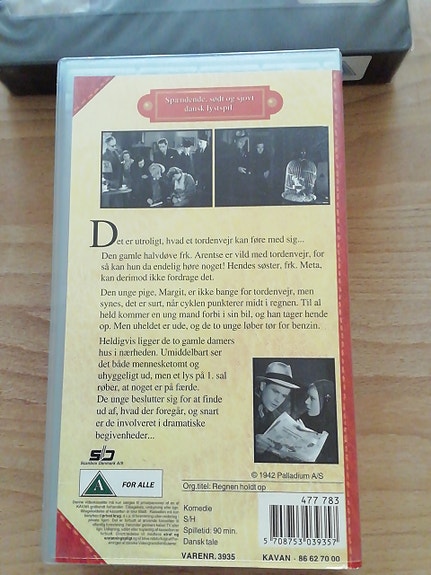 Spændende, sødt og sjovt
dansk lystspil
Det er utroligt, hvad et tordenvejr kan føre med sig...
Den gamle halvdøve frk. Arentse er vild med tordenvejr, for
så kan hun da endelig høre noget! Hendes søster, frk. Meta,
kan derimod ikke fordrage det.
Den unge pige, Margit, er ikke bange for tordenvejr, men
synes, det er surt, når cyklen punkterer midt i regnen. Til al
held kommer en ung mand forbi i sin bil, og han tager hende
op. Men uheldet er ude, og de to unge løber tør for benzin.
Heldigvis ligger de to gamle damers
hus i nærheden. Umiddelbart ser
det både mennesketomt og
uhyggeligt ud, men et lys på 1. sal
røber, at noget er på færde.
De unge beslutter sig for at finde
ud af, hvad der foregår, og snart
er de involveret i dramatiske
begivenheder...
© 1942 Palladium A/S
Scanbox Danmark A/S
FOR ALLE
Org.titel: Regnen holdt op
Komedie
S/H
Spilletid: 90 min.
Dansk tale
477 783
5 708753 039357
VARENR. 3935
KAVAN - 86 62 70 00